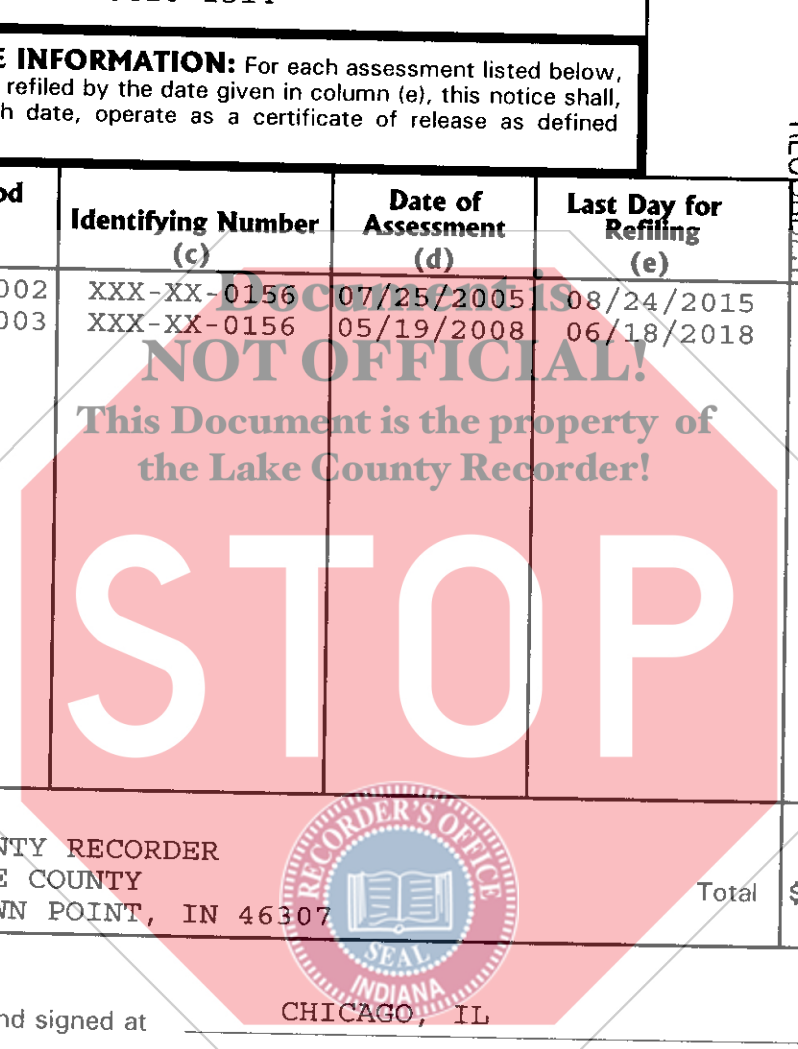 E INFORMATION: For each assessment listed below,
refiled by the date given in column (e), this notice shall,
h date, operate as a certificate of release as defined
od
Identifying Number
(c)
Date of
Assessment
(d)
Last Day for
Refiling
(e)
002 XXX-XX-0156 07/25/2005 08/24/2015
003 XXX-XX-0156 05/19/2008 06/18/2018
Document is
NOT OFFICIAL!
This Document is the property of
the Lake County Recorder!
STOP
NTY RECORDER
E COUNTY
WN POINT, IN 46307
Total $
RECORDER'S OFFICE
SEAL
INDIANA
nd signed at CHICAGO, IL